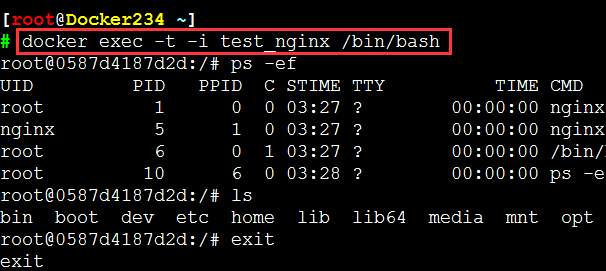 [root@Docker234 ~]
# docker exec -t -i test_nginx /bin/bash
root@0587d4187d2d:/# ps -ef
UID PID PPID C STIME TTY TIME CMD
root 1 0 0 03:27 ? 00:00:00 nginx
nginx 5 1 0 03:27 ? 00:00:00 nginx
root 6 0 1 03:27 ? 00:00:00 /bin/
root 10 6 0 03:28 ? 00:00:00 ps -e
root@0587d4187d2d:/# ls
bin boot dev etc home lib lib64 media mnt opt
root@0587d4187d2d:/# exit
exit